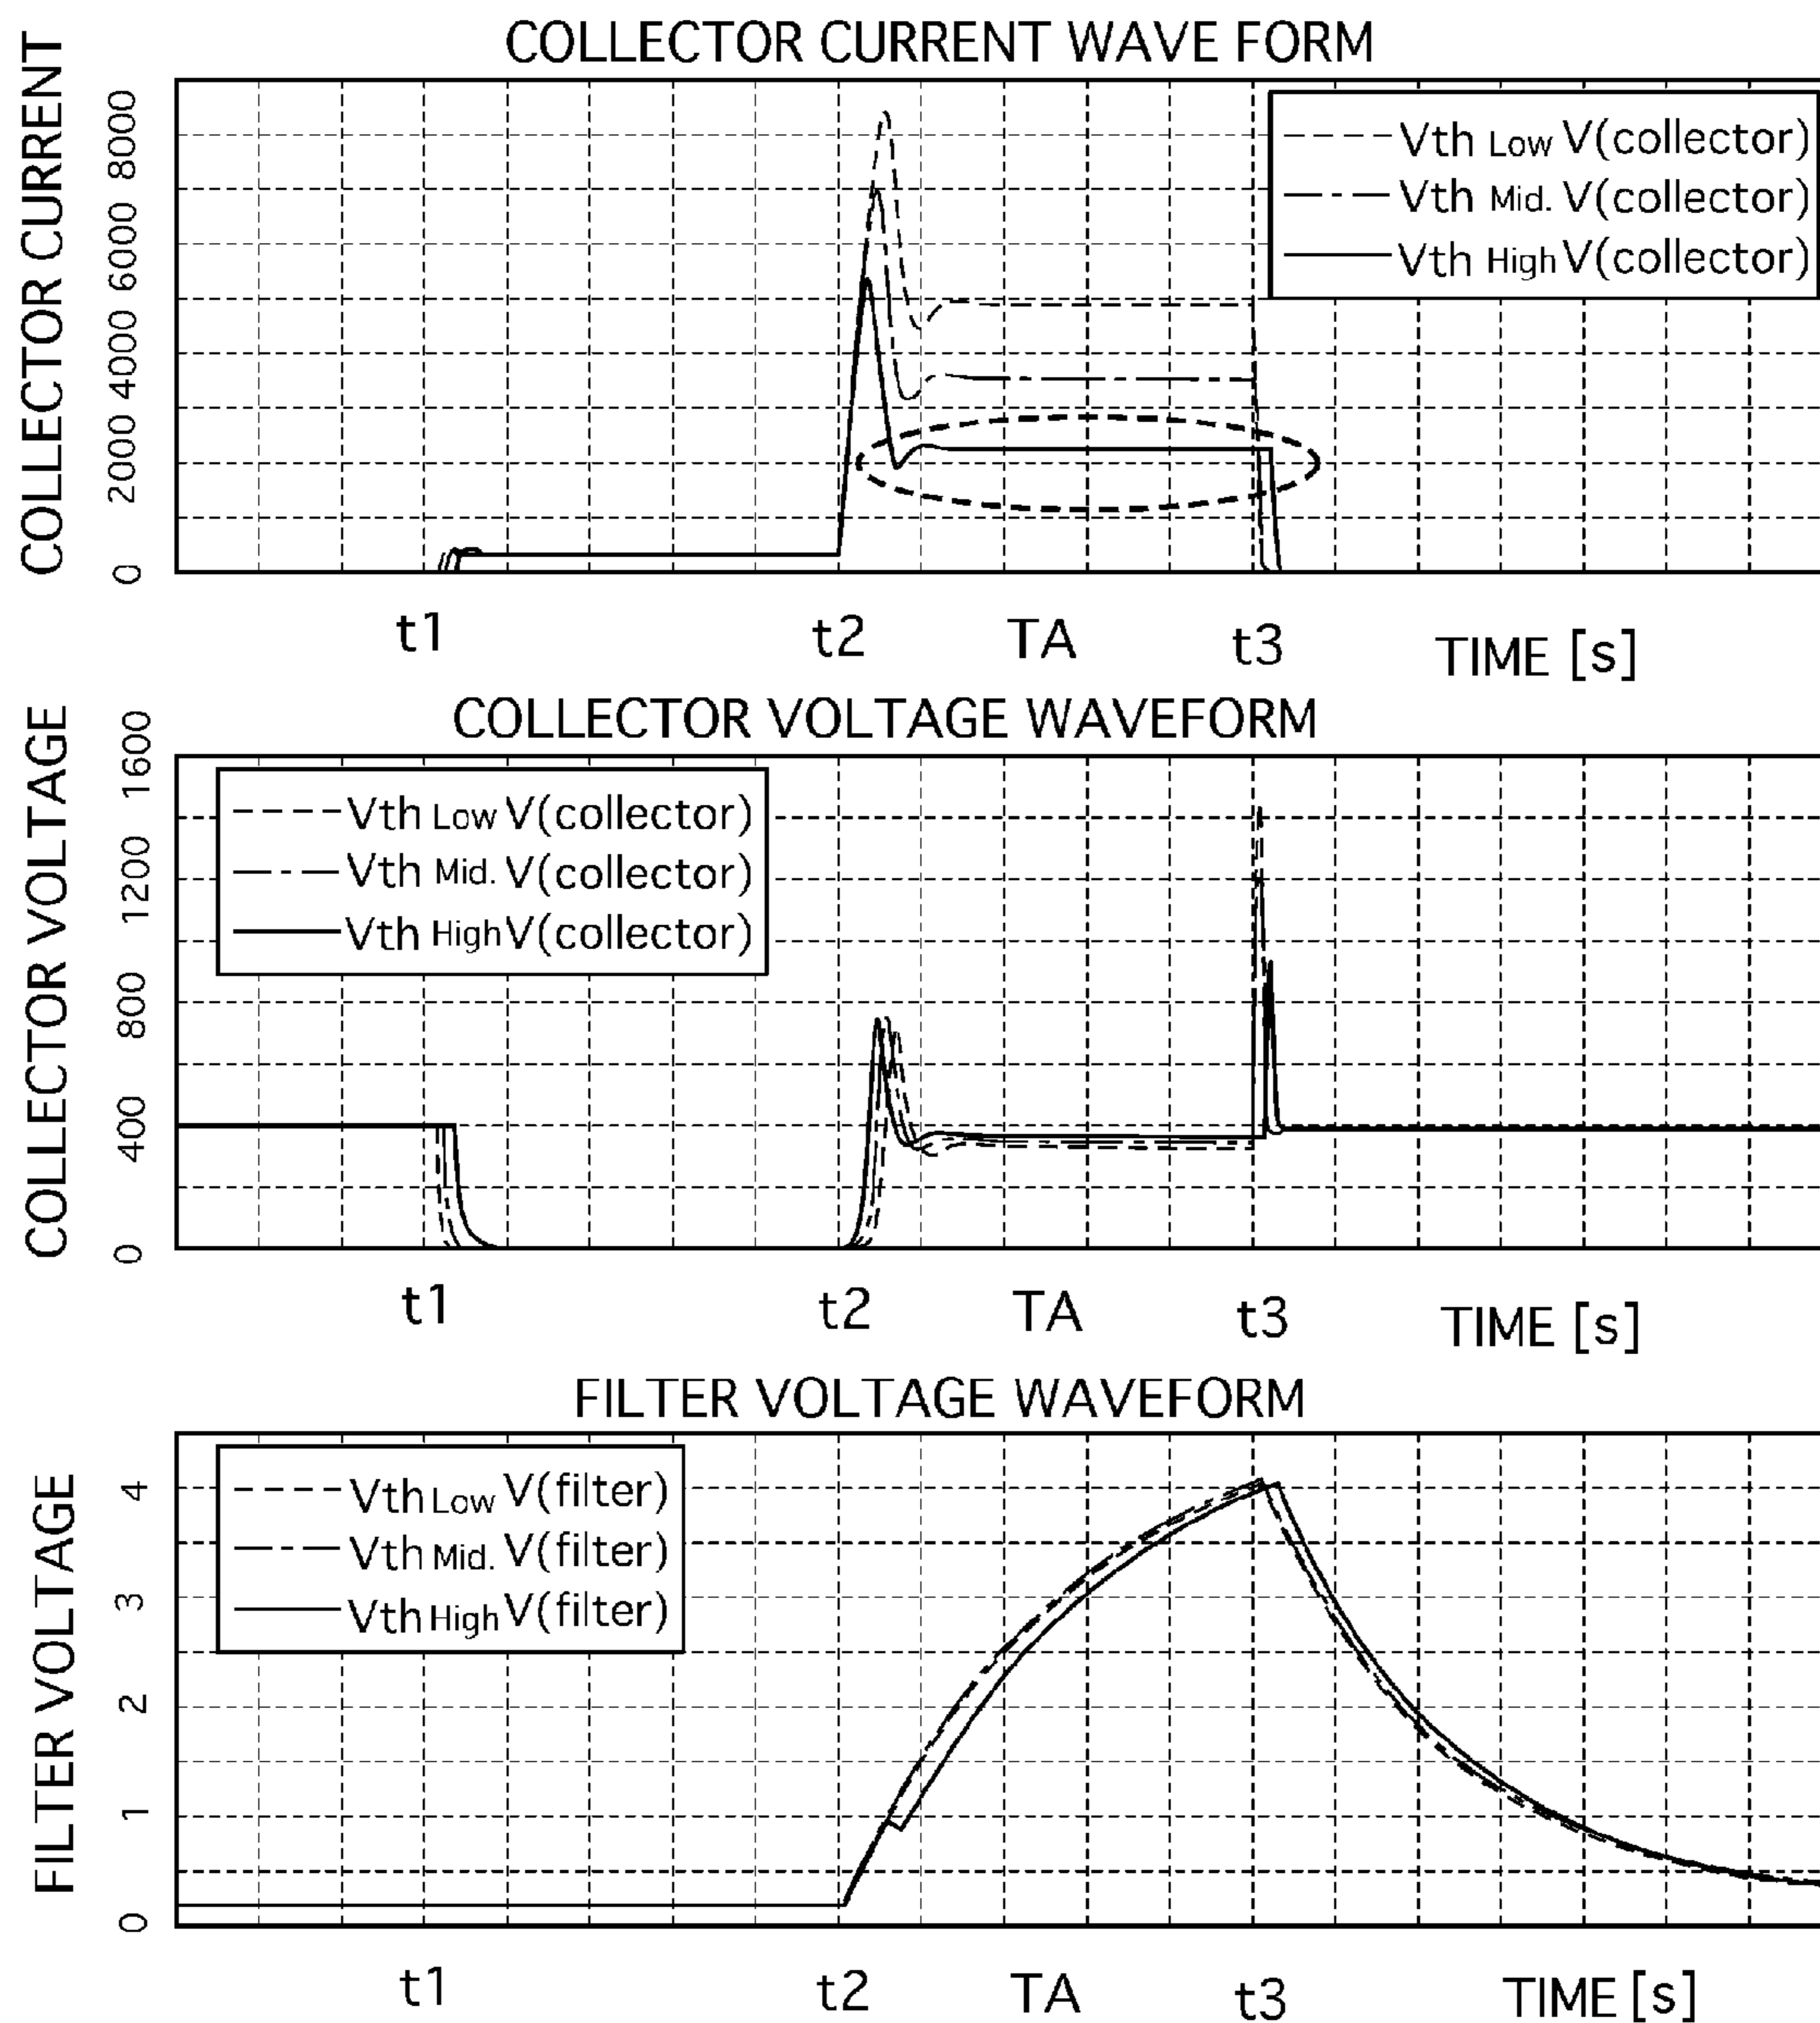 COLLECTOR CURRENT WAVE FORM
COLLECTOR CURRENT
8000
6000
4000
2000
0
Vth Low V(collector)
Vth Mid. V(collector)
Vth High V(collector)
t1 t2 TA t3 TIME [s]
COLLECTOR VOLTAGE WAVEFORM
COLLECTOR VOLTAGE
1600
1200
800
400
0
Vth Low V(collector)
Vth Mid. V(collector)
Vth High V(collector)
t1 t2 TA t3 TIME [s]
FILTER VOLTAGE WAVEFORM
FILTER VOLTAGE
4
3
2
1
0
Vth Low V(filter)
Vth Mid. V(filter)
Vth High V(filter)
t1 t2 TA t3 TIME [s]